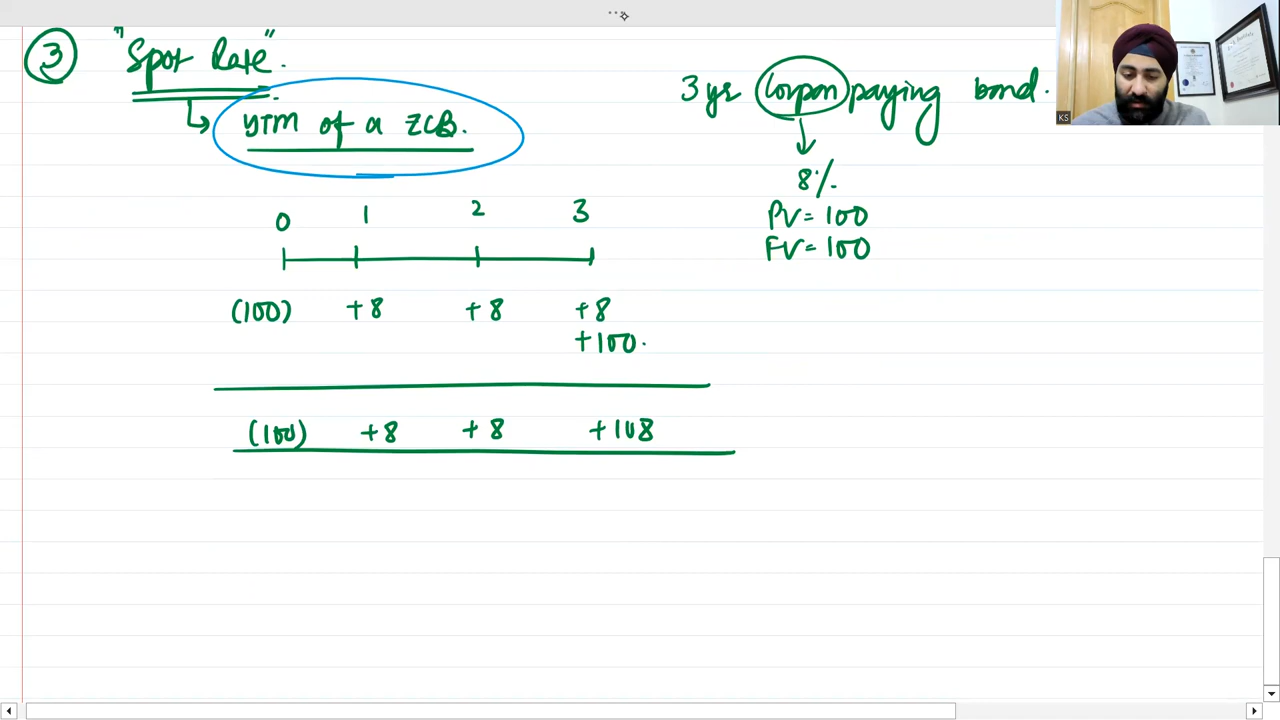 3 "Spot Rate".
YTM of a ZCB.
3 yr Coupon paying bond.
8%
PV = 100
FV = 100
0 1 2 3
(100) +8 +8 +8
+100.
(100) +8 +8 +108
KS